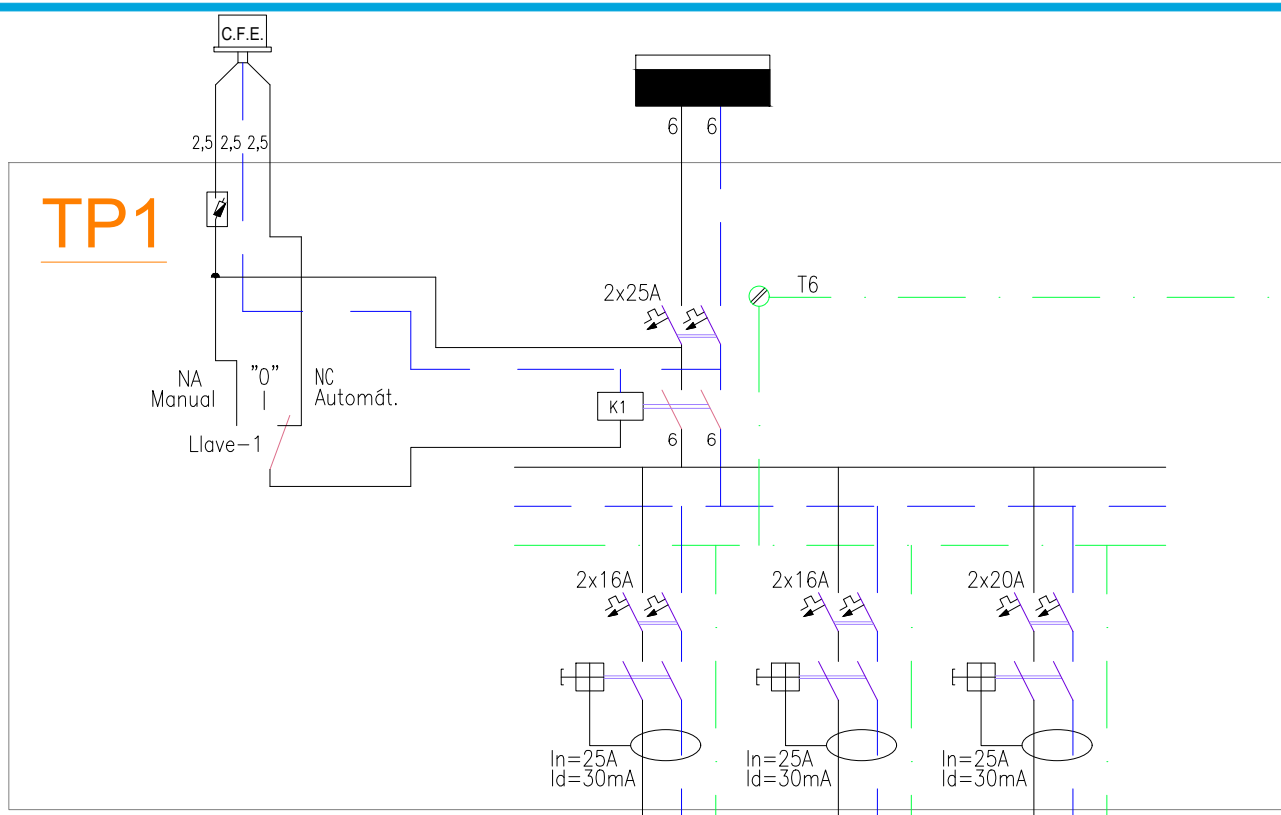 C.F.E.
2,5 2,5 2,5
6 6
TP1
T6
2x25A
NA
Manual
"0"
NC
Automát.
K1
Llave-1
6 6
2x16A
2x16A
2x20A
In=25A
Id=30mA
In=25A
Id=30mA
In=25A
Id=30mA